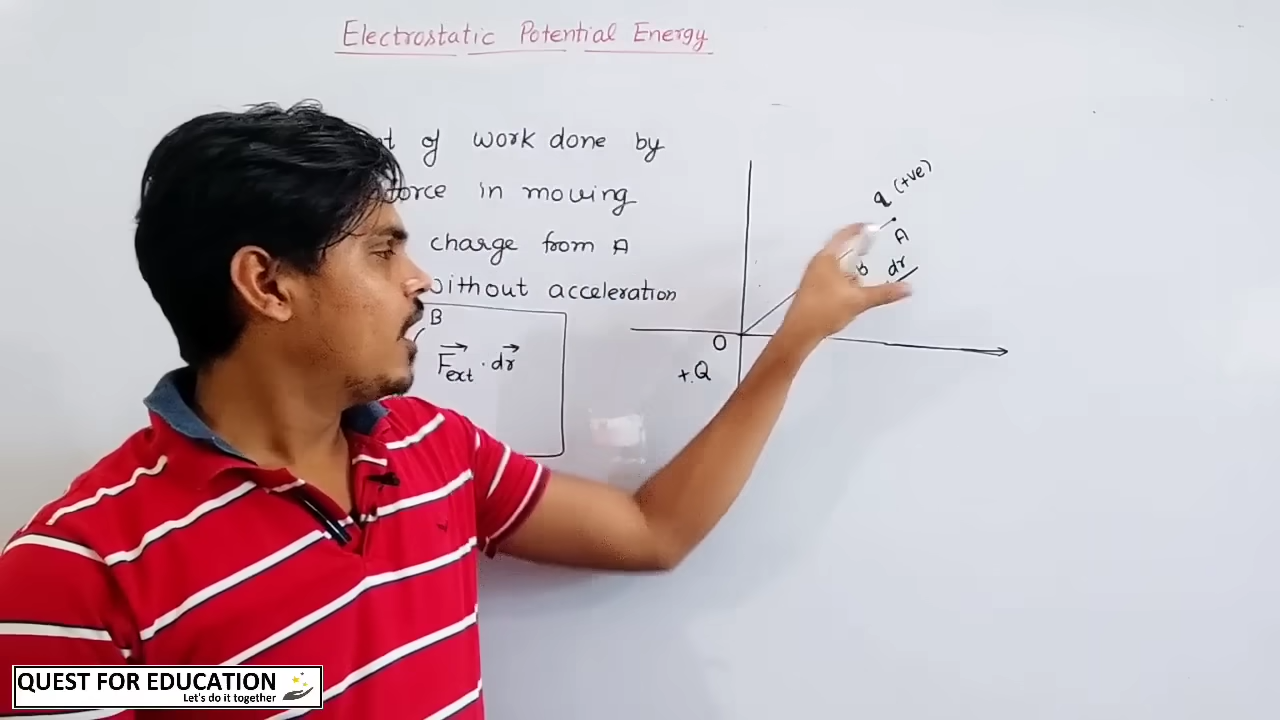 Electrostatic Potential Energy
of work done by
force in moving
charge from A
without acceleration
B
F ext . dr
q (+ve)
A
B
dr
O
+Q
QUEST FOR EDUCATION
Let's do it together